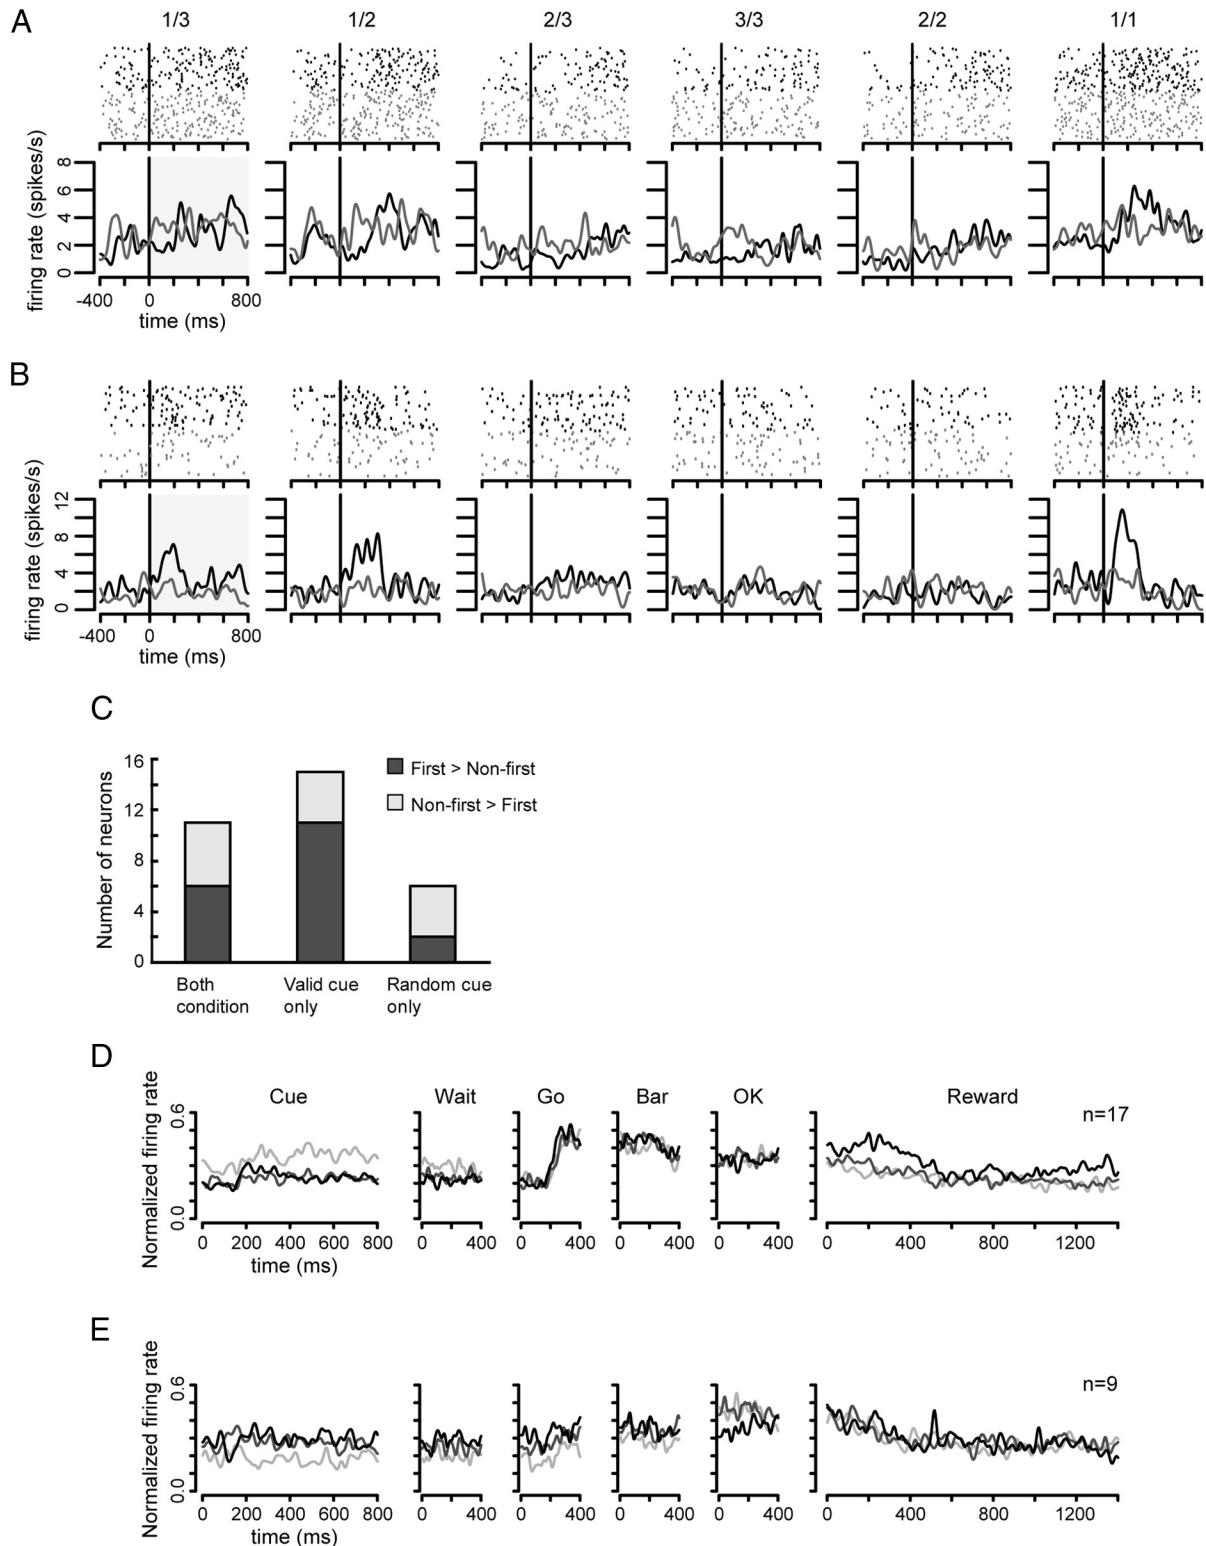 A
1/3 1/2 2/3 3/3 2/2 1/1
firing rate (spikes/s)
8
6
4
2
0
-400 0 800
time (ms)
B
firing rate (spikes/s)
12
8
4
0
-400 0 800
time (ms)
C
Number of neurons
16
12
8
4
0
First > Non-first
Non-first > First
Both condition
Valid cue only
Random cue only
D
Cue Wait Go Bar OK Reward
n=17
Normalized firing rate
0.6
0.0
0 200 400 600 800 0 400 0 400 0 400 0 400 0 400 800 1200
time (ms)
E
n=9
Normalized firing rate
0.6
0.0
0 200 400 600 800 0 400 0 400 0 400 0 400 0 400 800 1200
time (ms)